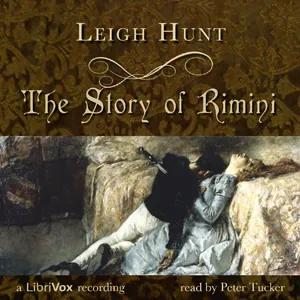 Leigh Hunt
The Story of Rimini
a LibriVox recording
read by Peter Tucker